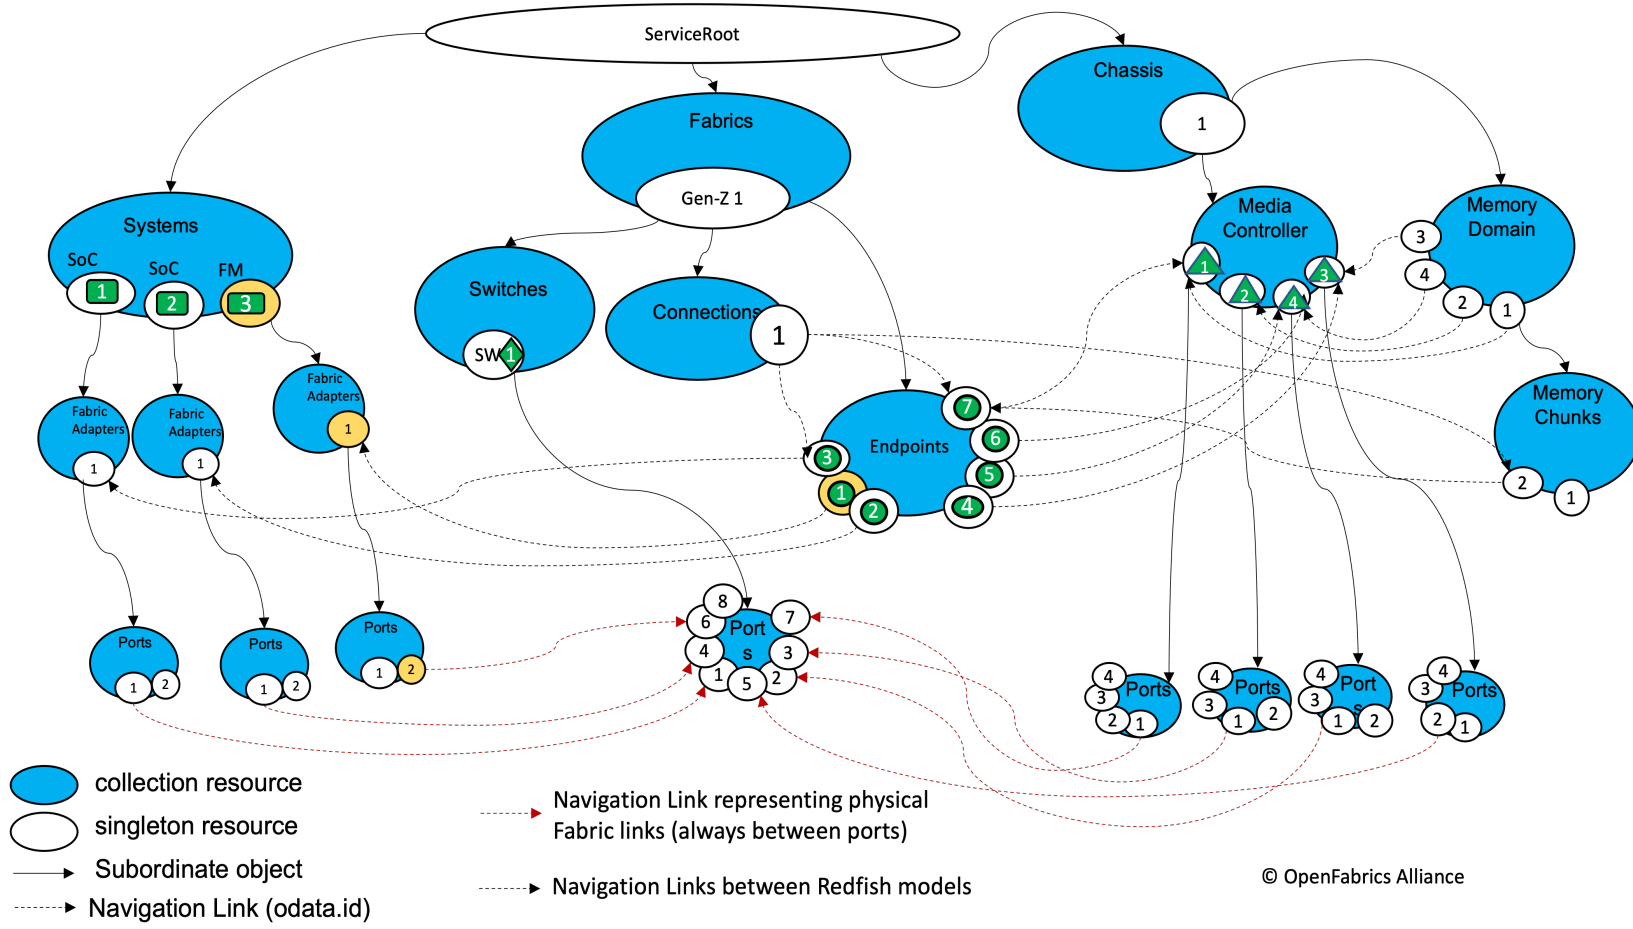 ServiceRoot
Chassis
1
Fabrics
Gen-Z 1
Systems
SoC
1
SoC
2
FM
3
Switches
SW
1
Connections
1
Media
Controller
1
2
4
3
Memory
Domain
3
4
2
1
Memory
Chunks
2
1
Fabric
Adapters
1
Fabric
Adapters
1
Fabric
Adapters
1
Endpoints
7
6
5
4
3
1
2
Ports
1
2
Ports
1
2
Ports
1
2
Port
s
8
7
6
4
3
1
5
2
Ports
4
3
2
1
Ports
4
3
1
2
Port
s
4
3
1
2
Ports
4
3
2
1
collection resource
singleton resource
Subordinate object
Navigation Link (odata.id)
Navigation Link representing physical
Fabric links (always between ports)
Navigation Links between Redfish models
© OpenFabrics Alliance